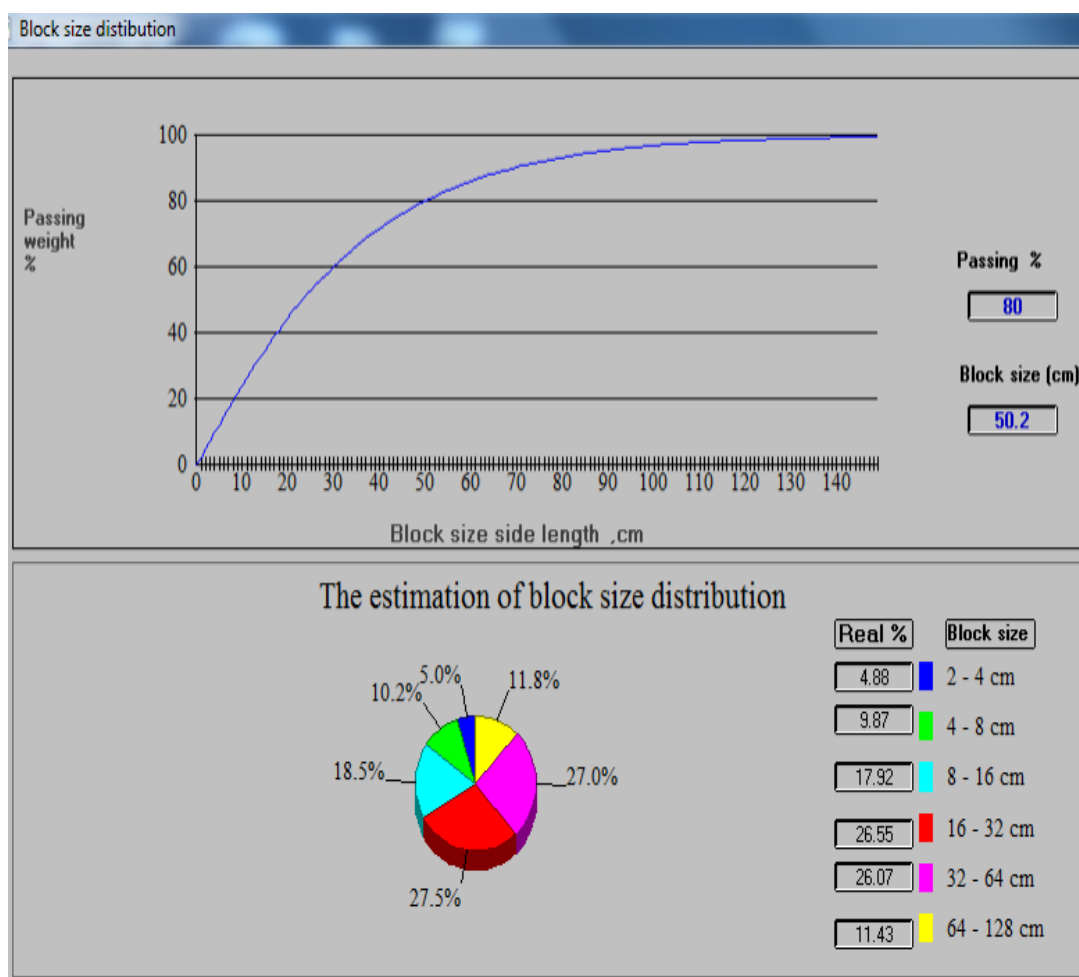 Block size distibution
100
80
60
40
20
0
Passing
weight
%
0 10 20 30 40 50 60 70 80 90 100 110 120 130 140
Block size side length ,cm
Passing %
80
Block size (cm)
50.2
The estimation of block size distribution
5.0%
11.8%
10.2%
18.5%
27.0%
27.5%
Real % Block size
4.88 2 - 4 cm
9.87 4 - 8 cm
17.92 8 - 16 cm
26.55 16 - 32 cm
26.07 32 - 64 cm
11.43 64 - 128 cm